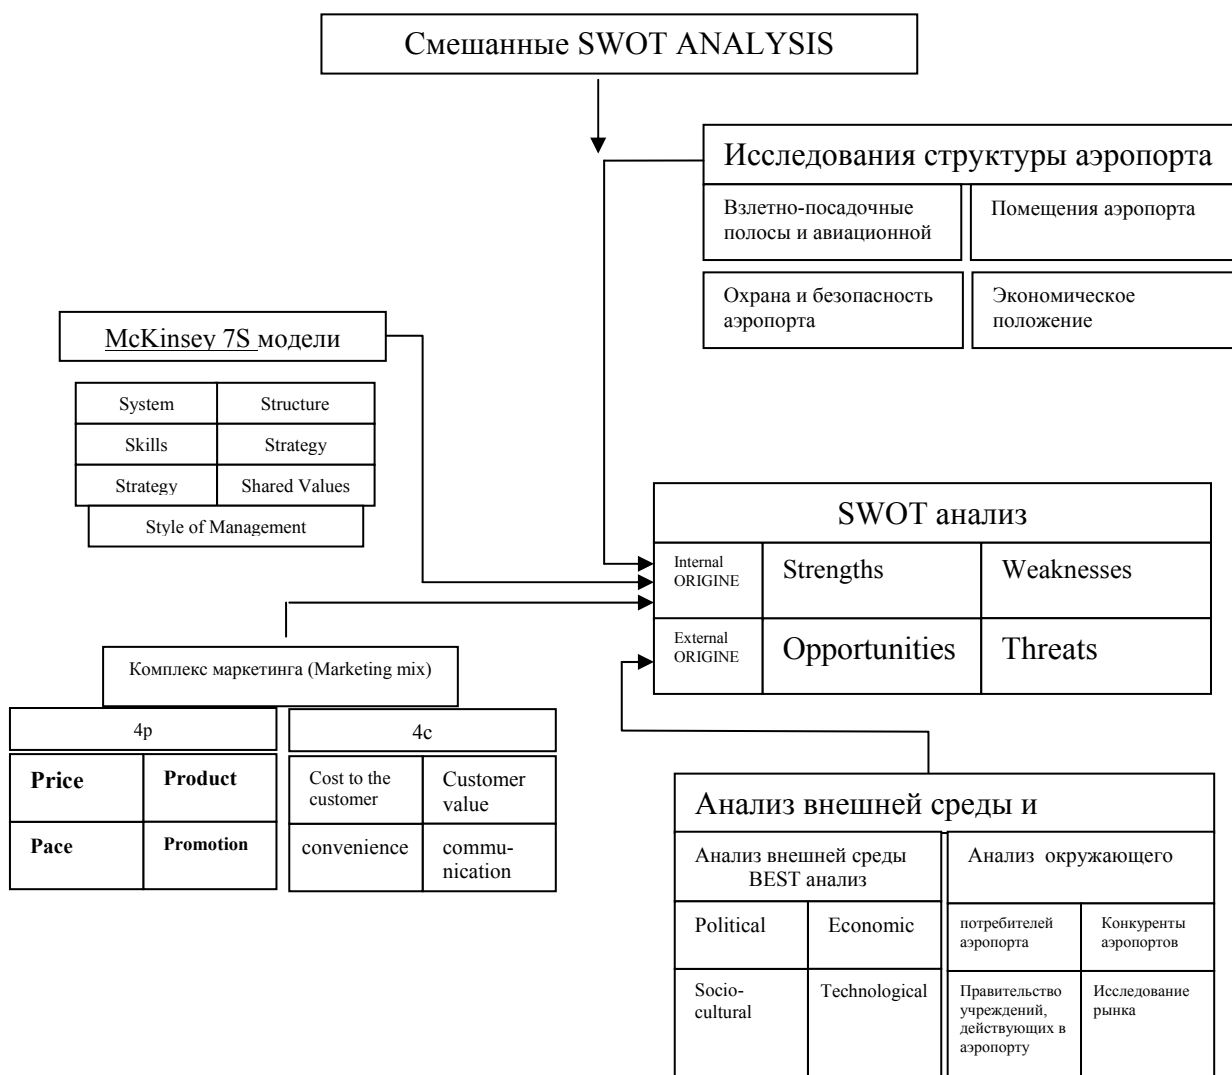 Смешанные SWOT ANALYSIS
Исследования структуры аэропорта
Взлетно-посадочные
полосы и авиационной
Помещения аэропорта
Охрана и безопасность
аэропорта
Экономическое
положение
McKinsey 7S модели
System
Structure
Skills
Strategy
Strategy
Shared Values
Style of Management
SWOT анализ
Internal
ORIGINE
Strengths
Weaknesses
External
ORIGINE
Opportunities
Threats
Комплекс маркетинга (Marketing mix)
4p
4c
Price
Product
Pace
Promotion
Cost to the
customer
Customer
value
convenience
commu-
nication
Анализ внешней среды и
Анализ внешней среды
BEST анализ
Анализ окружающего
Political
Economic
Socio-
cultural
Technological
потребителей
аэропорта
Конкуренты
аэропортов
Правительство
учреждений,
действующих в
аэропорту
Исследование
рынка